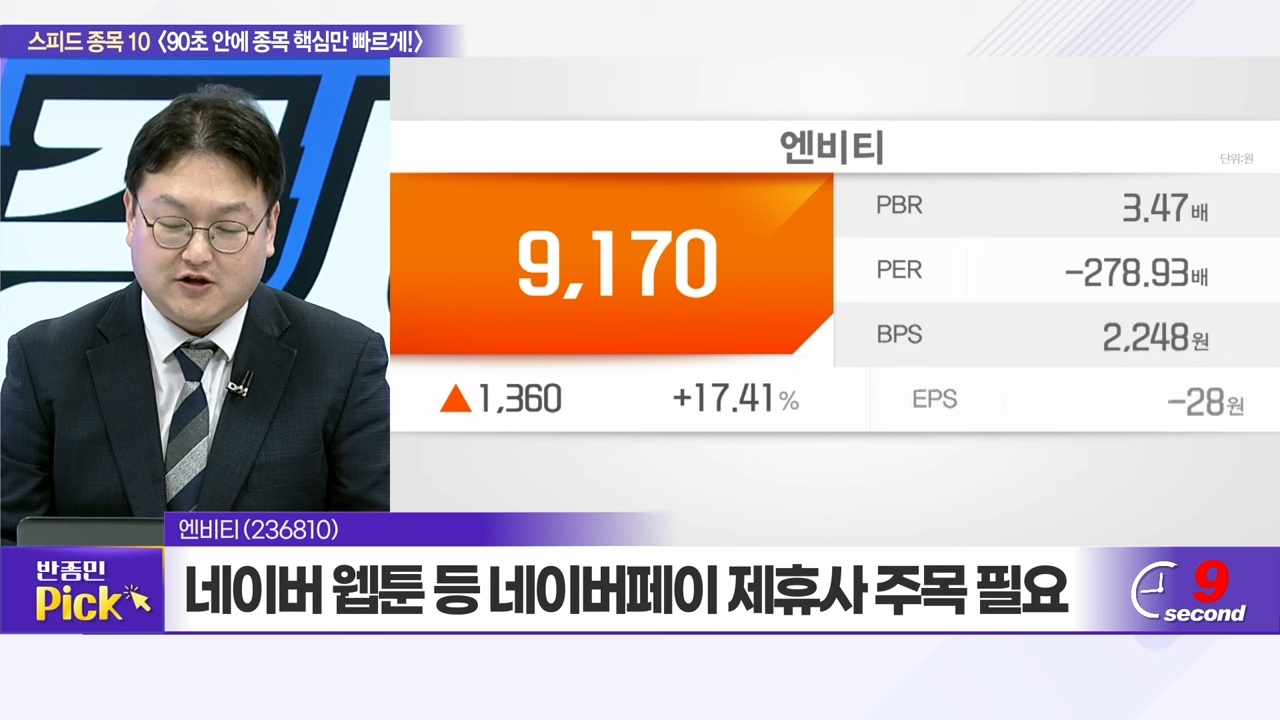 스피드 종목 10 〈90초 안에 종목 핵심만 빠르게!〉
엔비티
단위:원
9,170
▲1,360 +17.41%
PBR 3.47배
PER -278.93배
BPS 2,248원
EPS -28원
엔비티(236810)
반종민
Pick
네이버 웹툰 등 네이버페이 제휴사 주목 필요
9
second